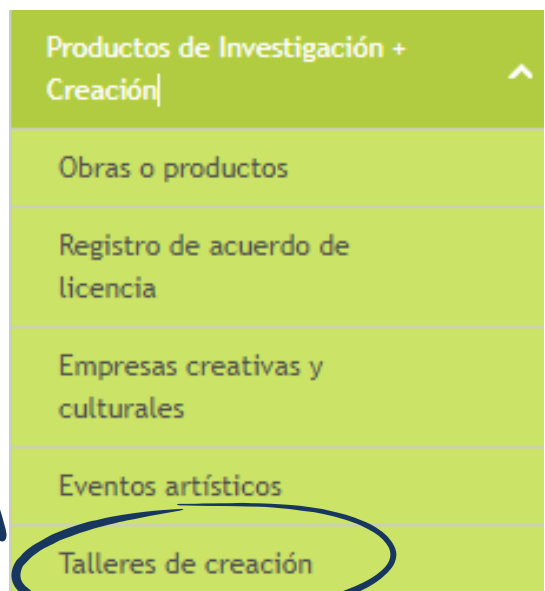 Productos de Investigación +
Creación
Obras o productos
Registro de acuerdo de
licencia
Empresas creativas y
culturales
Eventos artísticos
Talleres de creación